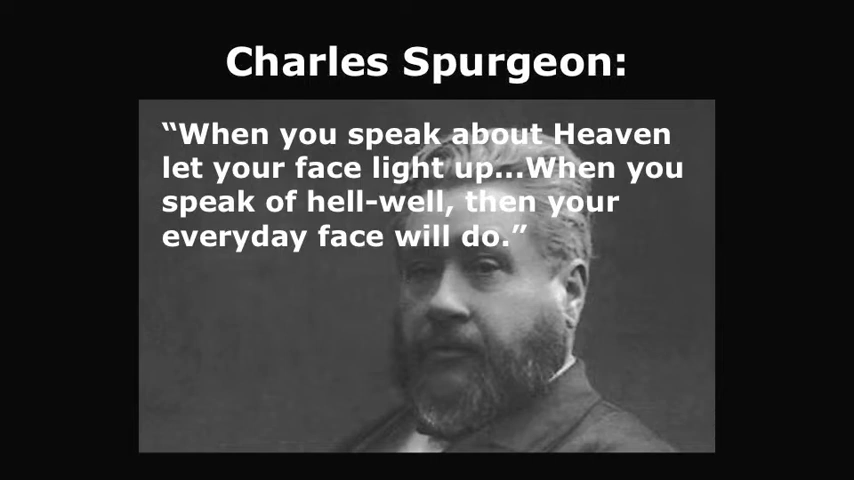 Charles Spurgeon:
“When you speak about Heaven
let your face light up...When you
speak of hell-well, then your
everyday face will do.”